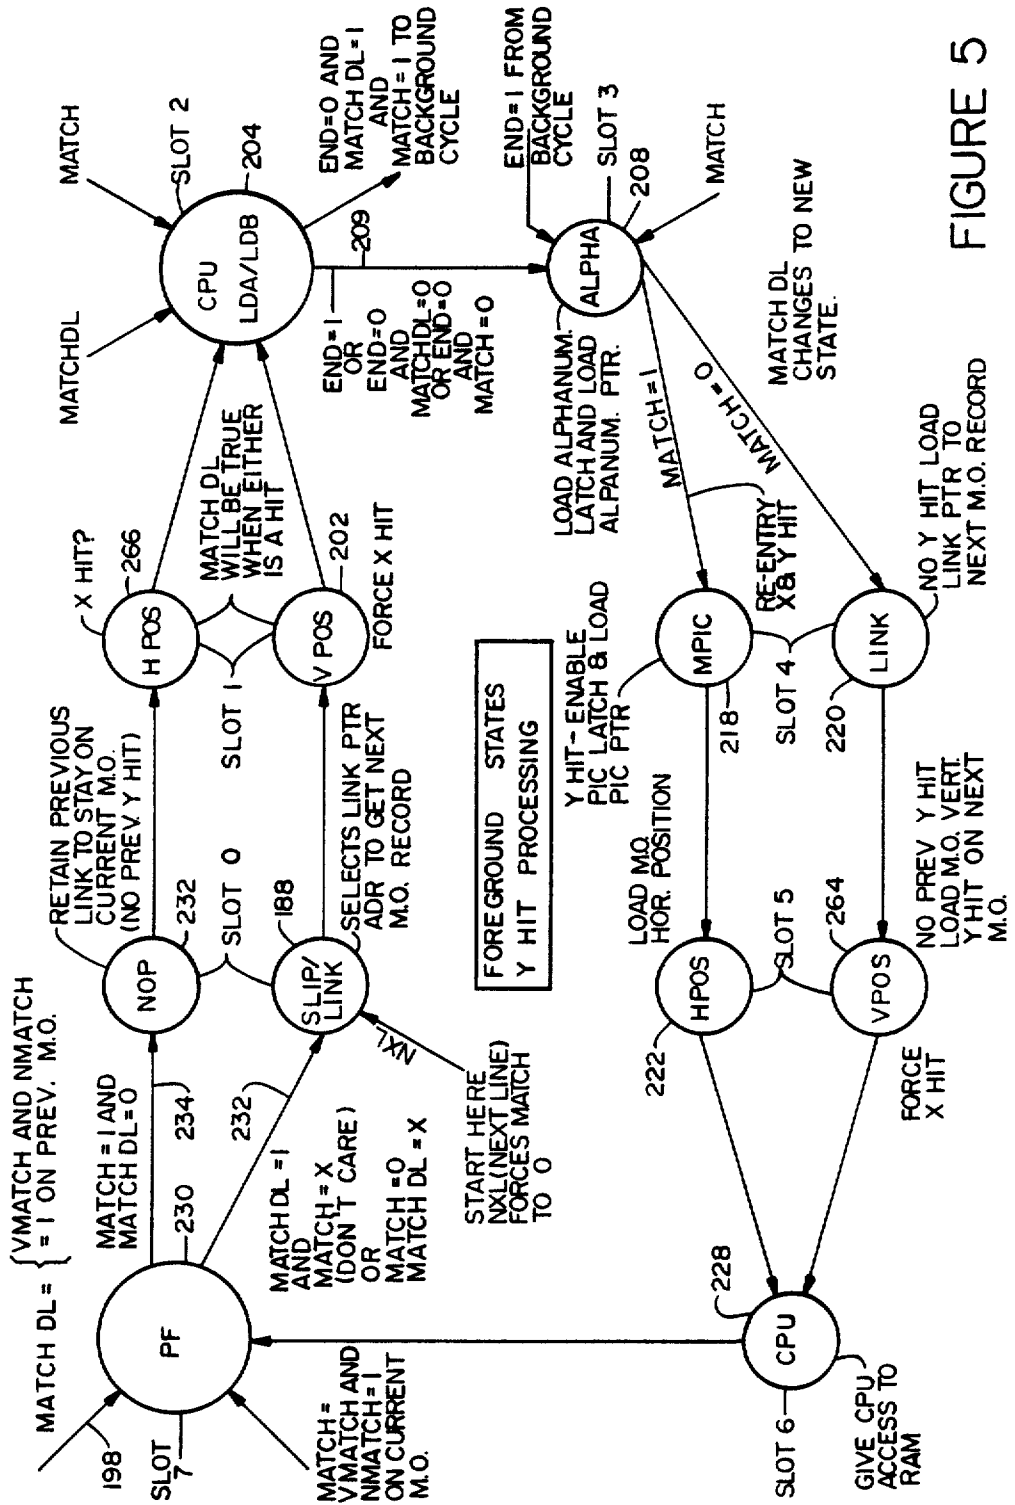 MATCH DL = { VMATCH AND NMATCH
= 1 ON PREV. M.O.
198
SLOT
7
PF
230
MATCH =
VMATCH AND
NMATCH = 1
ON CURRENT
M.O.
MATCH = 1 AND
MATCH DL = 0
234
232
MATCH DL = 1
AND
MATCH = X
(DON'T CARE)
OR
MATCH = 0
MATCH DL = X
START HERE
NXL (NEXT LINE)
FORCES MATCH
TO 0
NXL
RETAIN PREVIOUS
LINK TO STAY ON
CURRENT M.O.
(NO PREV. Y HIT)
NOP
232
SLOT 0
188
SLIP/
LINK
SELECTS LINK PTR
ADR TO GET NEXT
M.O. RECORD
X HIT?
H POS
266
SLOT 1
MATCH DL
WILL BE TRUE
WHEN EITHER
IS A HIT
V POS
202
FORCE X HIT
MATCHDL
MATCH
SLOT 2
CPU
LDA/LDB
204
END=0 AND
MATCH DL = 1
AND
MATCH = 1 TO
BACKGROUND
CYCLE
209
END = 1
OR
END=0
AND
MATCHDL=0
OR END=0
AND
MATCH = 0
FOREGROUND STATES
Y HIT PROCESSING
END = 1 FROM
BACKGROUND
CYCLE
SLOT 3
ALPHA
208
MATCH
LOAD ALPHANUM.
LATCH AND LOAD
ALPANUM. PTR.
MATCH = 1
MATCH = 0
MATCH DL
CHANGES TO NEW
STATE.
RE-ENTRY
X & Y HIT
Y HIT - ENABLE
PIC LATCH & LOAD
PIC PTR
MPIC
218
SLOT 4
220
LINK
NO Y HIT LOAD
LINK PTR TO
NEXT M.O. RECORD
LOAD M.O.
HOR. POSITION
HPOS
222
SLOT 5
264
VPOS
NO PREV Y HIT
LOAD M.O. VERT.
Y HIT ON NEXT
M.O.
FORCE
X HIT
228
CPU
SLOT 6
GIVE CPU
ACCESS TO
RAM
FIGURE 5